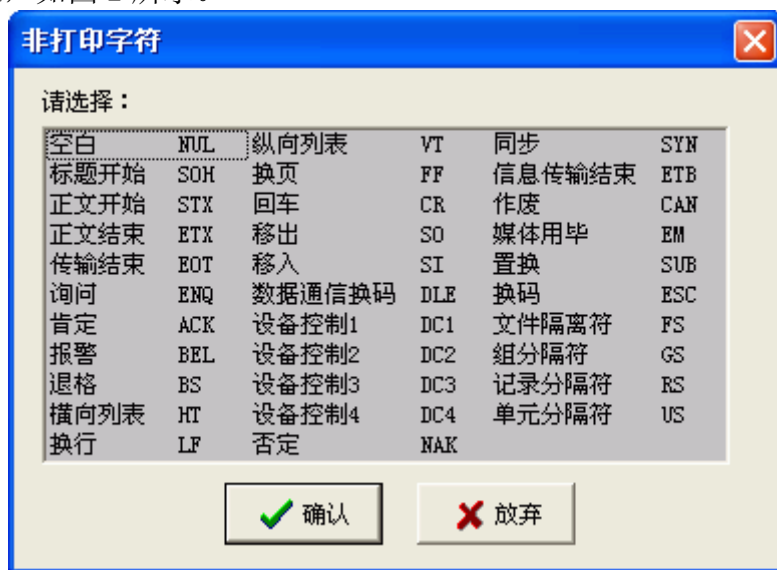 非打印字符
请选择：
空白 NUL 纵向列表 VT 同步 SYN
标题开始 SOH 换页 FF 信息传输结束 ETB
正文开始 STX 回车 CR 作废 CAN
正文结束 ETX 移出 SO 媒体用毕 EM
传输结束 EOT 移入 SI 置换 SUB
询问 ENQ 数据通信换码 DLE 换码 ESC
肯定 ACK 设备控制1 DC1 文件隔离符 FS
报警 BEL 设备控制2 DC2 组分隔符 GS
退格 BS 设备控制3 DC3 记录分隔符 RS
横向列表 HT 设备控制4 DC4 单元分隔符 US
换行 LF 否定 NAK
确认 放弃